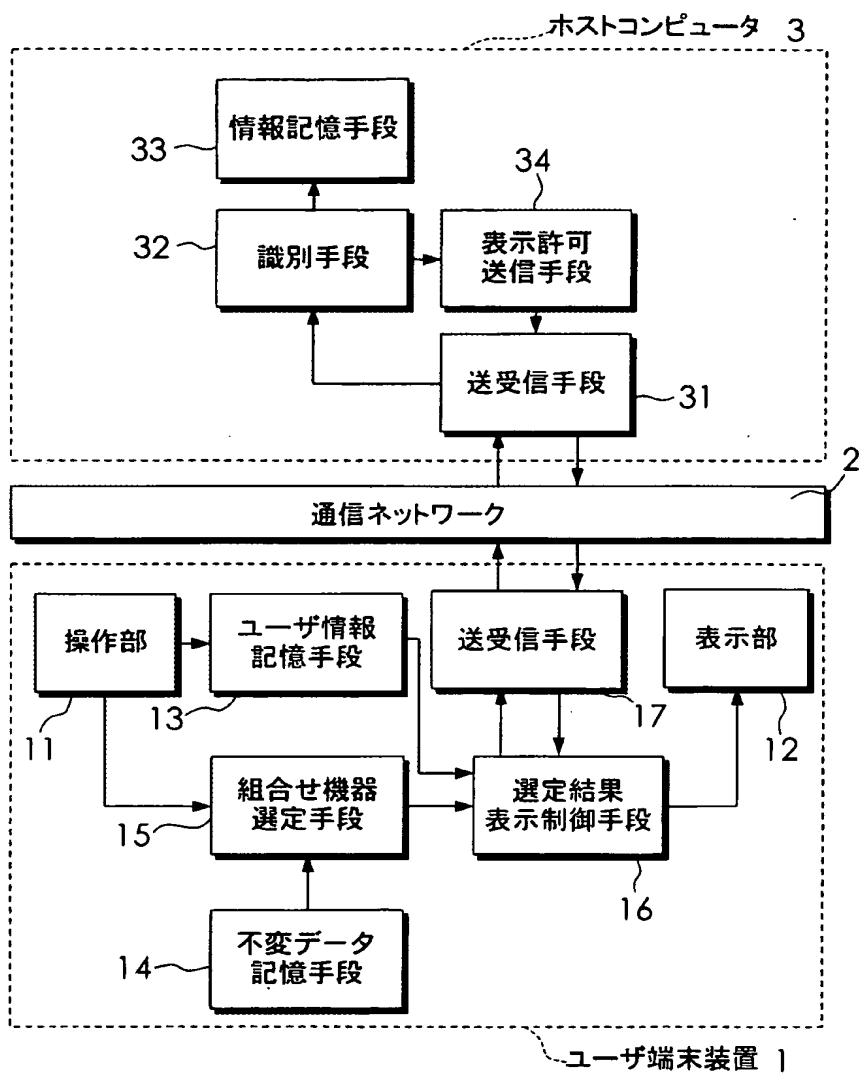 ホストコンピュータ 3
情報記憶手段
33
34
32
識別手段
表示許可
送信手段
送受信手段
31
2
通信ネットワーク
操作部
ユーザ情報
記憶手段
送受信手段
表示部
11
13
17
12
組合せ機器
選定手段
15
選定結果
表示制御手段
16
不変データ
記憶手段
14
ユーザ端末装置 1